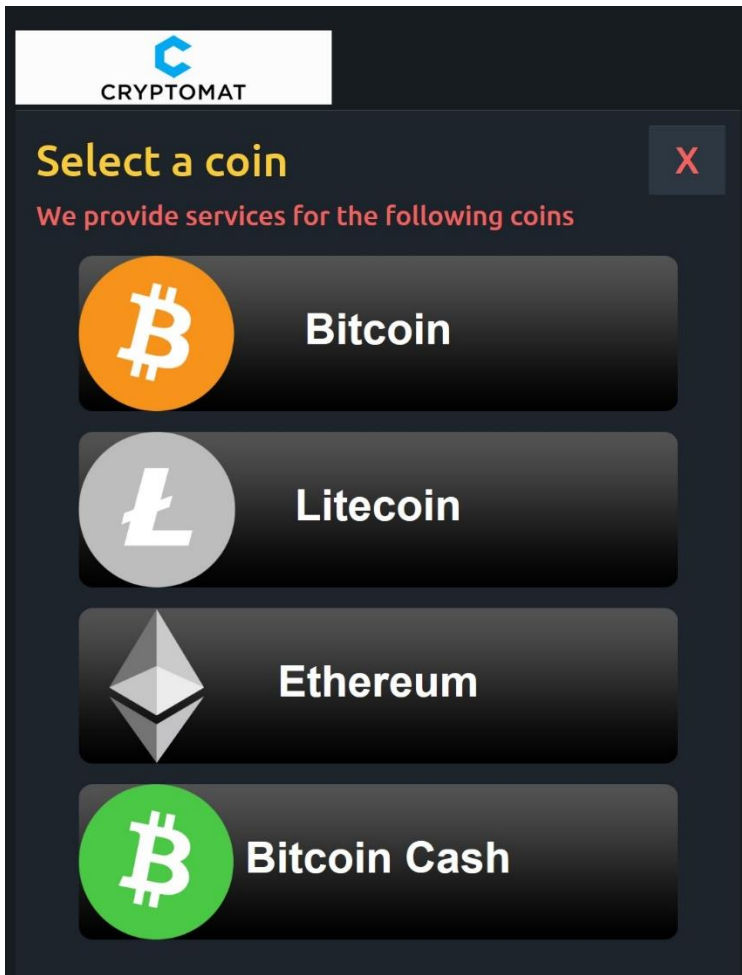 CRYPTOMAT
Select a coin
X
We provide services for the following coins
Bitcoin
Litecoin
Ethereum
Bitcoin Cash